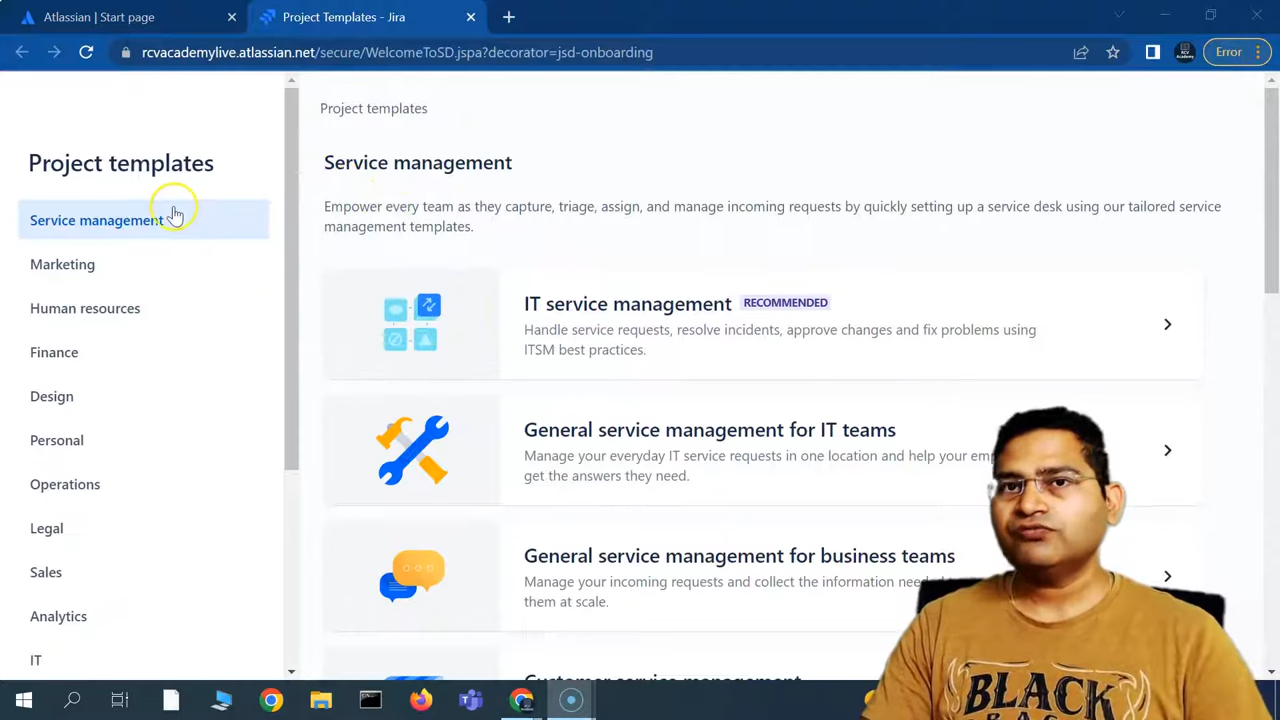 Atlassian | Start page
Project Templates - Jira
rcvacademylive.atlassian.net/secure/WelcomeToSD.jspa?decorator=jsd-onboarding
Error
Project templates
Service management
Marketing
Human resources
Finance
Design
Personal
Operations
Legal
Sales
Analytics
IT
Project templates
Service management
Empower every team as they capture, triage, assign, and manage incoming requests by quickly setting up a service desk using our tailored service
management templates.
IT service management RECOMMENDED
Handle service requests, resolve incidents, approve changes and fix problems using
ITSM best practices.
General service management for IT teams
Manage your everyday IT service requests in one location and help your
get the answers they need.
General service management for business teams
Manage your incoming requests and collect the information
them at scale.
Customer service management
BLACK